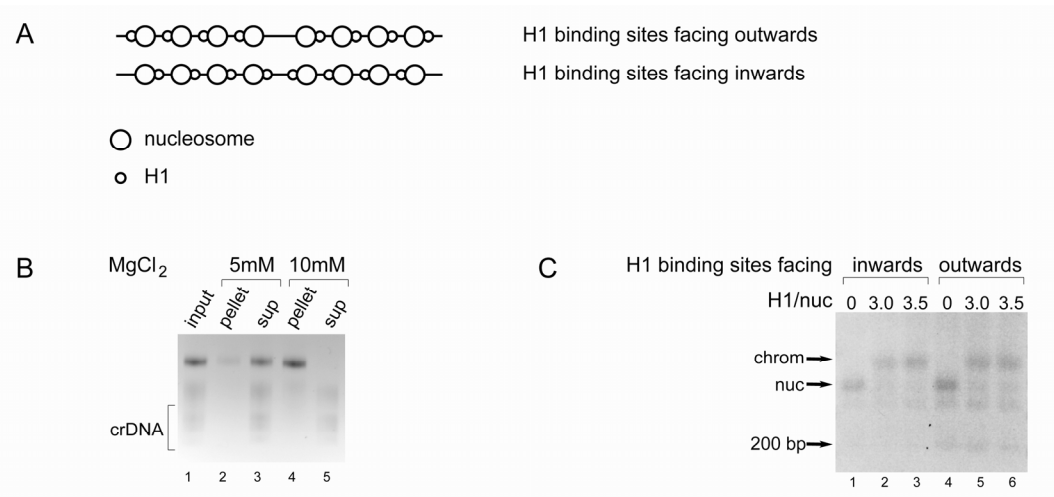 A
H1 binding sites facing outwards
H1 binding sites facing inwards
nucleosome
H1
B
MgCl2
5mM 10mM
input pellet sup pellet sup
crDNA
1 2 3 4 5
C
H1 binding sites facing inwards outwards
H1/nuc 0 3.0 3.5 0 3.0 3.5
chrom
nuc
200 bp
1 2 3 4 5 6